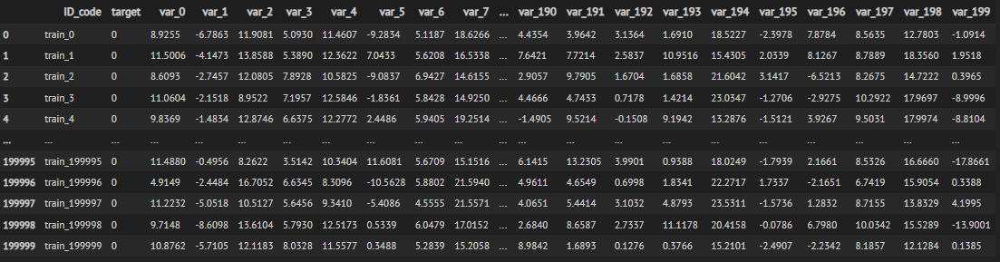 ID_code target var_0 var_1 var_2 var_3 var_4 var_5 var_6 var_7 ... var_190 var_191 var_192 var_193 var_194 var_195 var_196 var_197 var_198 var_199
0 train_0 0 8.9255 -6.7863 11.9081 5.0930 11.4607 -9.2834 5.1187 18.6266 ... 4.4354 3.9642 3.1364 1.6910 18.5227 -2.3978 7.8784 8.5635 12.7803 -1.0914
1 train_1 0 11.5006 -4.1473 13.8588 5.3890 12.3622 7.0433 5.6208 16.5338 ... 7.6421 7.7214 2.5837 10.9516 15.4305 2.0339 8.1267 8.7889 18.3560 1.9518
2 train_2 0 8.6093 -2.7457 12.0805 7.8928 10.5825 -9.0837 6.9427 14.6155 ... 2.9057 9.7905 1.6704 1.6858 21.6042 3.1417 -6.5213 8.2675 14.7222 0.3965
3 train_3 0 11.0604 -2.1518 8.9522 7.1957 12.5846 -1.8361 5.8428 14.9250 ... 4.4666 4.7433 0.7178 1.4214 23.0347 -1.2706 -2.9275 10.2922 17.9697 -8.9996
4 train_4 0 9.8369 -1.4834 12.8746 6.6375 12.2772 2.4486 5.9405 19.2514 ... -1.4905 9.5214 -0.1508 9.1942 13.2876 -1.5121 3.9267 9.5031 17.9974 -8.8104
... ... ... ... ... ... ... ... ... ... ... ... ... ... ... ... ... ... ... ... ... ... ...
199995 train_199995 0 11.4880 -0.4956 8.2622 3.5142 10.3404 11.6081 5.6709 15.1516 ... 6.1415 13.2305 3.9901 0.9388 18.0249 -1.7939 2.1661 8.5326 16.6660 -17.8661
199996 train_199996 0 4.9149 -2.4484 16.7052 6.6345 8.3096 -10.5628 5.8802 21.5940 ... 4.9611 4.6549 0.6998 1.8341 22.2717 1.7337 -2.1651 6.7419 15.9054 0.3388
199997 train_199997 0 11.2232 -5.0518 10.5127 5.6456 9.3410 -5.4086 4.5555 21.5571 ... 4.0651 5.4414 3.1032 4.8793 23.5311 -1.5736 1.2832 8.7155 13.8329 4.1995
199998 train_199998 0 9.7148 -8.6098 13.6104 5.7930 12.5173 0.5339 6.0479 17.0152 ... 2.6840 8.6587 2.7337 11.1178 20.4158 -0.0786 6.7980 10.0342 15.5289 -13.9001
199999 train_199999 0 10.8762 -5.7105 12.1183 8.0328 11.5577 0.3488 5.2839 15.2058 ... 8.9842 1.6893 0.1276 0.3766 15.2101 -2.4907 -2.2342 8.1857 12.1284 0.1385